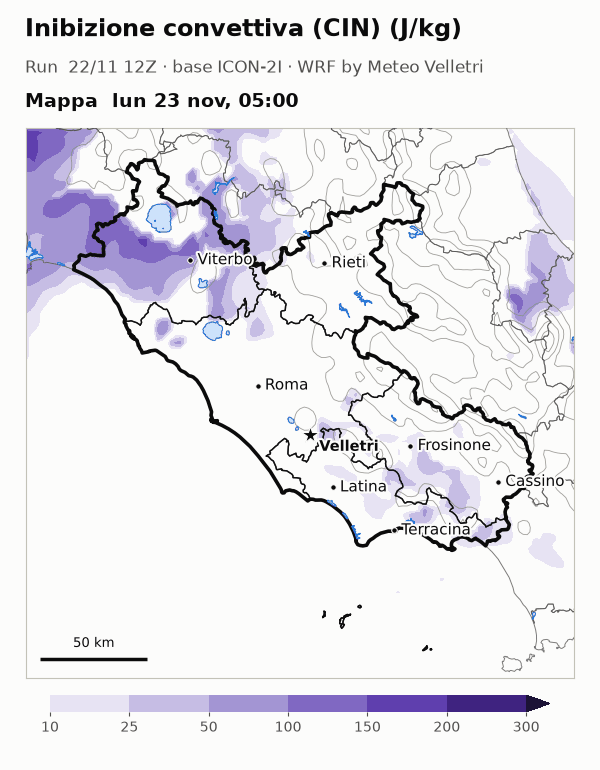 Inibizione convettiva (CIN) (J/kg)
Run  22/11 12Z · base ICON-2I · WRF by Meteo Velletri
Mappa  lun 23 nov, 05:00
Viterbo
Rieti
Roma
Velletri
Frosinone
Latina
Cassino
Terracina
50 km
10 25 50 100 150 200 300